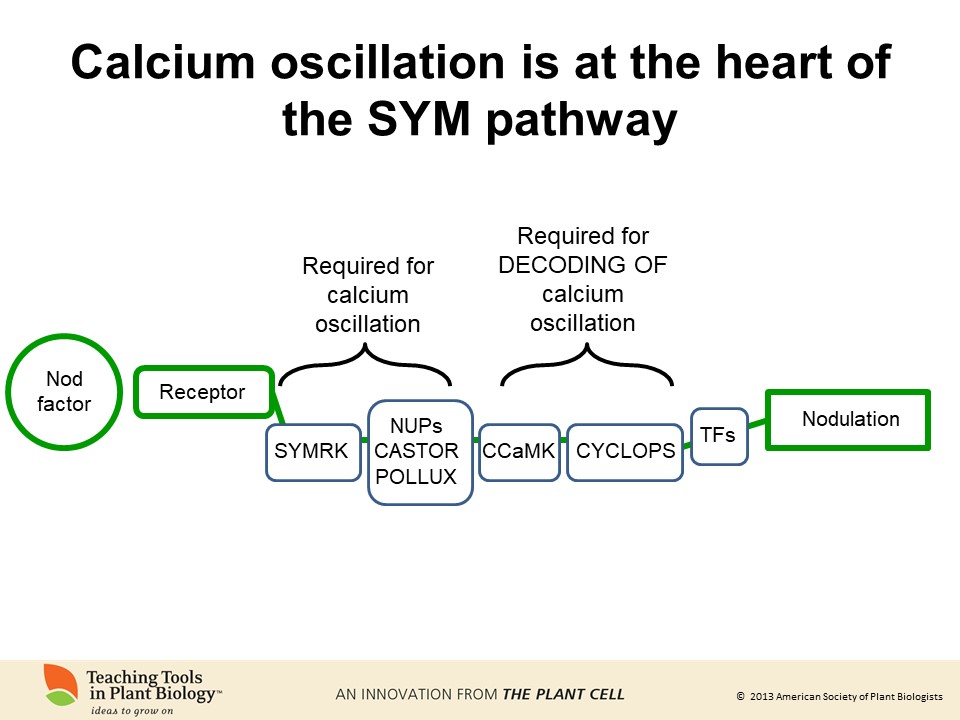 Calcium oscillation is at the heart of
the SYM pathway
Required for
calcium
oscillation
Required for
DECODING OF
calcium
oscillation
Nod
factor
Receptor
SYMRK
NUPs
CASTOR
POLLUX
CCaMK
CYCLOPS
TFs
Nodulation
Teaching Tools
in Plant Biology™
ideas to grow on
AN INNOVATION FROM THE PLANT CELL
© 2013 American Society of Plant Biologists